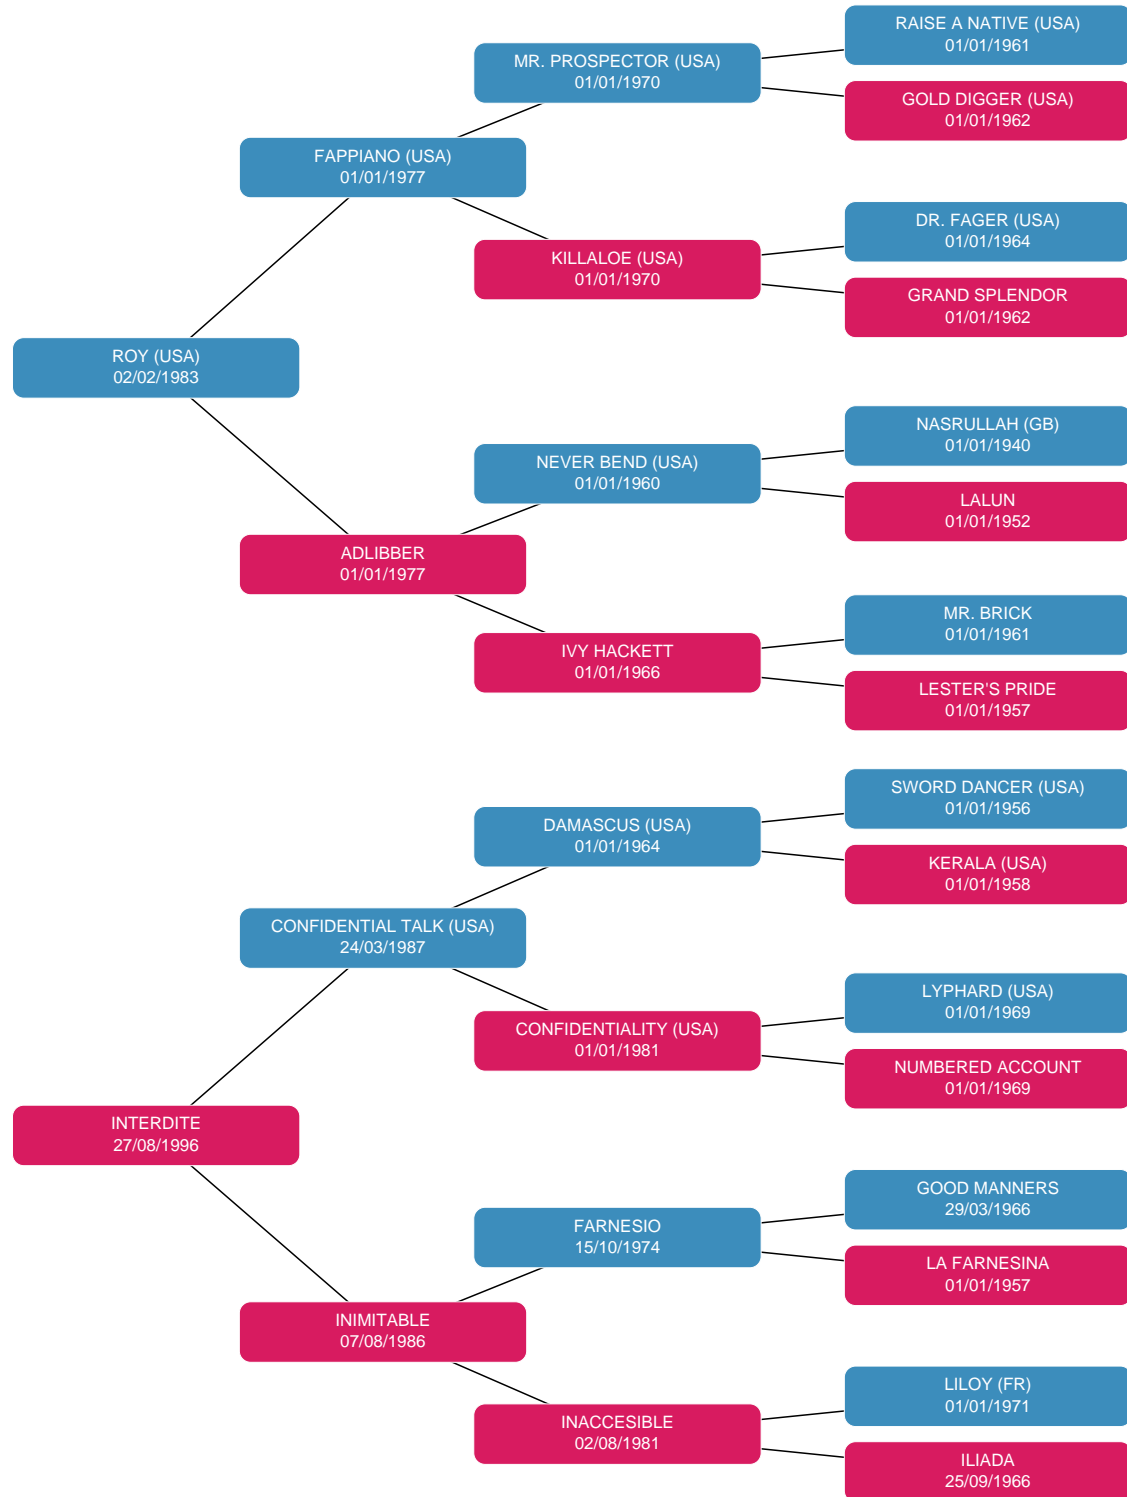 RAISE A NATIVE (USA)
01/01/1961
MR. PROSPECTOR (USA)
01/01/1970
GOLD DIGGER (USA)
01/01/1962
FAPPIANO (USA)
01/01/1977
DR. FAGER (USA)
01/01/1964
KILLALOE (USA)
01/01/1970
GRAND SPLENDOR
01/01/1962
ROY (USA)
02/02/1983
NASRULLAH (GB)
01/01/1940
NEVER BEND (USA)
01/01/1960
LALUN
01/01/1952
ADLIBBER
01/01/1977
MR. BRICK
01/01/1961
IVY HACKETT
01/01/1966
LESTER'S PRIDE
01/01/1957
SWORD DANCER (USA)
01/01/1956
DAMASCUS (USA)
01/01/1964
KERALA (USA)
01/01/1958
CONFIDENTIAL TALK (USA)
24/03/1987
LYPHARD (USA)
01/01/1969
CONFIDENTIALITY (USA)
01/01/1981
NUMBERED ACCOUNT
01/01/1969
INTERDITE
27/08/1996
GOOD MANNERS
29/03/1966
FARNESIO
15/10/1974
LA FARNESINA
01/01/1957
INIMITABLE
07/08/1986
LILOY (FR)
01/01/1971
INACCESIBLE
02/08/1981
ILIADA
25/09/1966